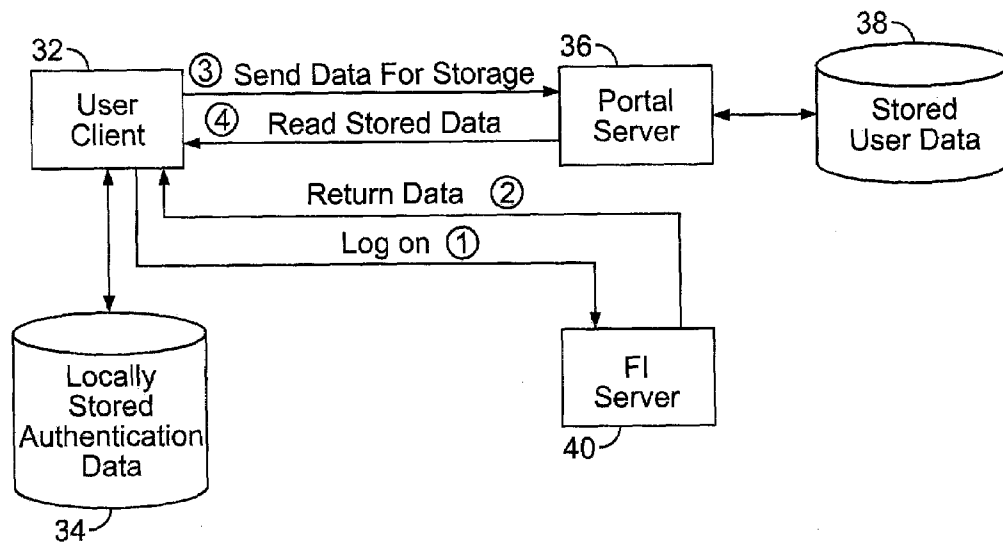 32
User
Client
③ Send Data For Storage
④ Read Stored Data
36
Portal
Server
38
Stored
User Data
Return Data ②
Log on ①
Locally
Stored
Authentication
Data
34
FI
Server
40